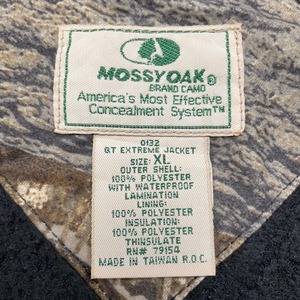 MOSSY OAK®
BRAND CAMO
America's Most Effective
Concealment System™
0132
GT EXTREME JACKET
SIZE: XL
OUTER SHELL:
100% POLYESTER
WITH WATERPROOF
LAMINATION
LINING:
100% POLYESTER
INSULATION:
100% POLYESTER
THINSULATE
RN# 79154
MADE IN TAIWAN R.O.C.